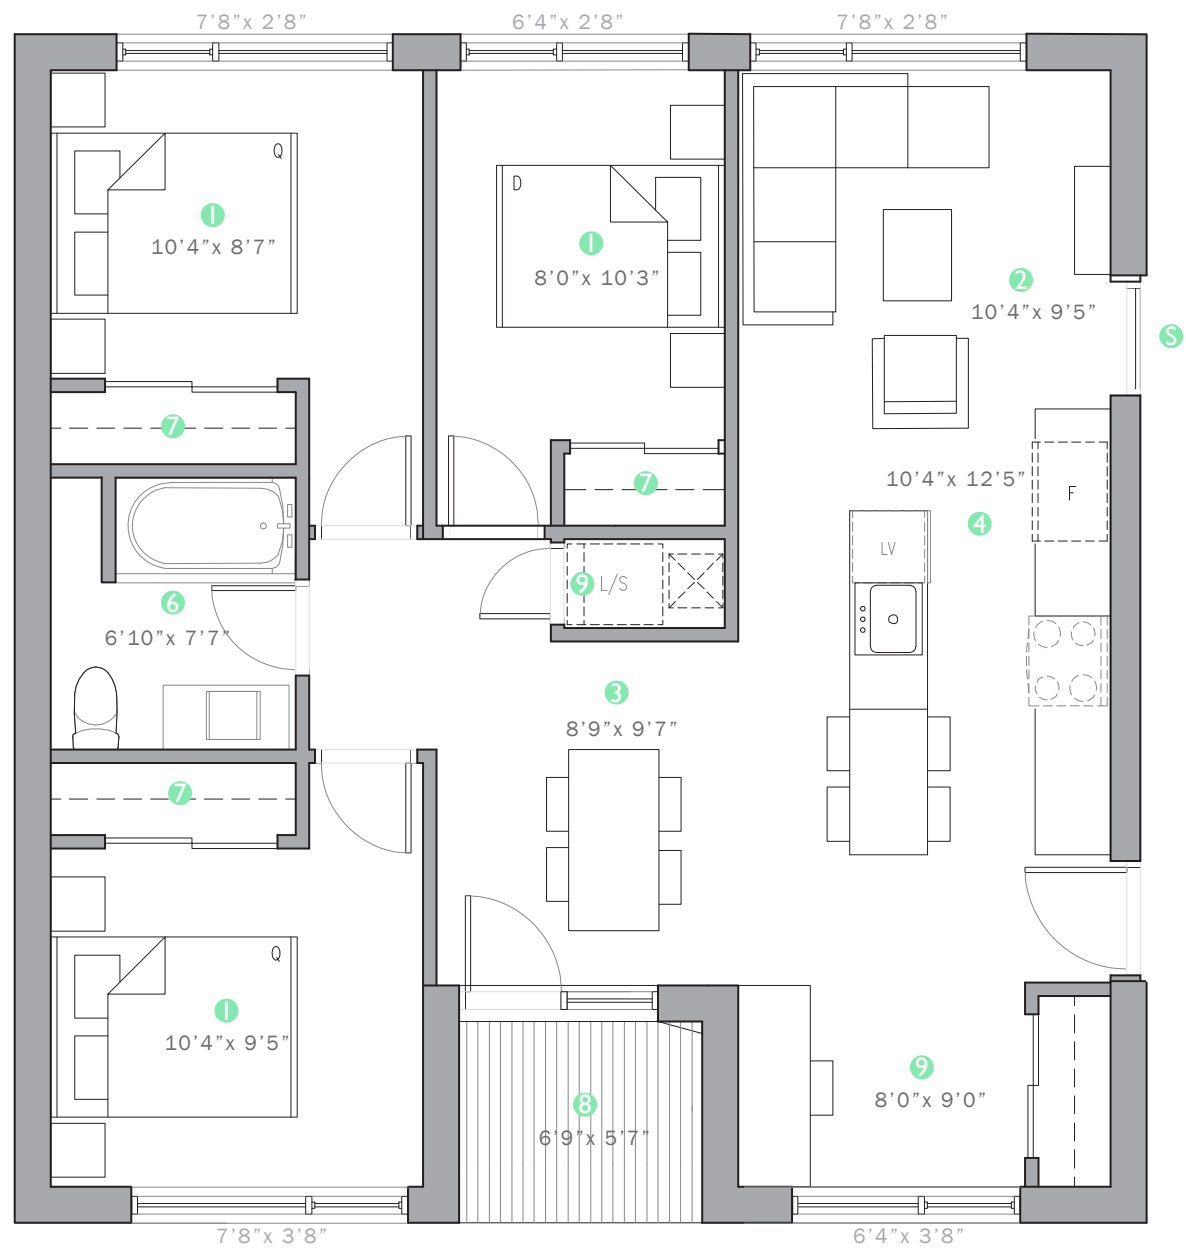 7’8”x 2’8”
6’4”x 2’8”
7’8”x 2’8”
Q
D
1
10’4”x 8’7”
1
8’0”x 10’3”
2
10’4”x 9’5”
S
7
7
10’4”x 12’5”
F
4
LV
9
L/S
6
6’10”x 7’7”
3
8’9”x 9’7”
7
Q
1
10’4”x 9’5”
9
8’0”x 9’0”
8
6’9”x 5’7”
7’8”x 3’8”
6’4”x 3’8”